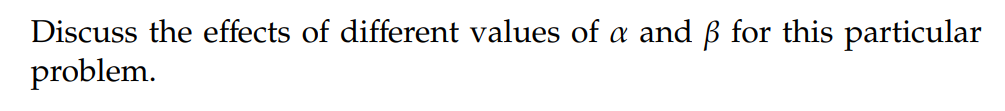 Discuss the effects of different values of α and β for this particular
problem.